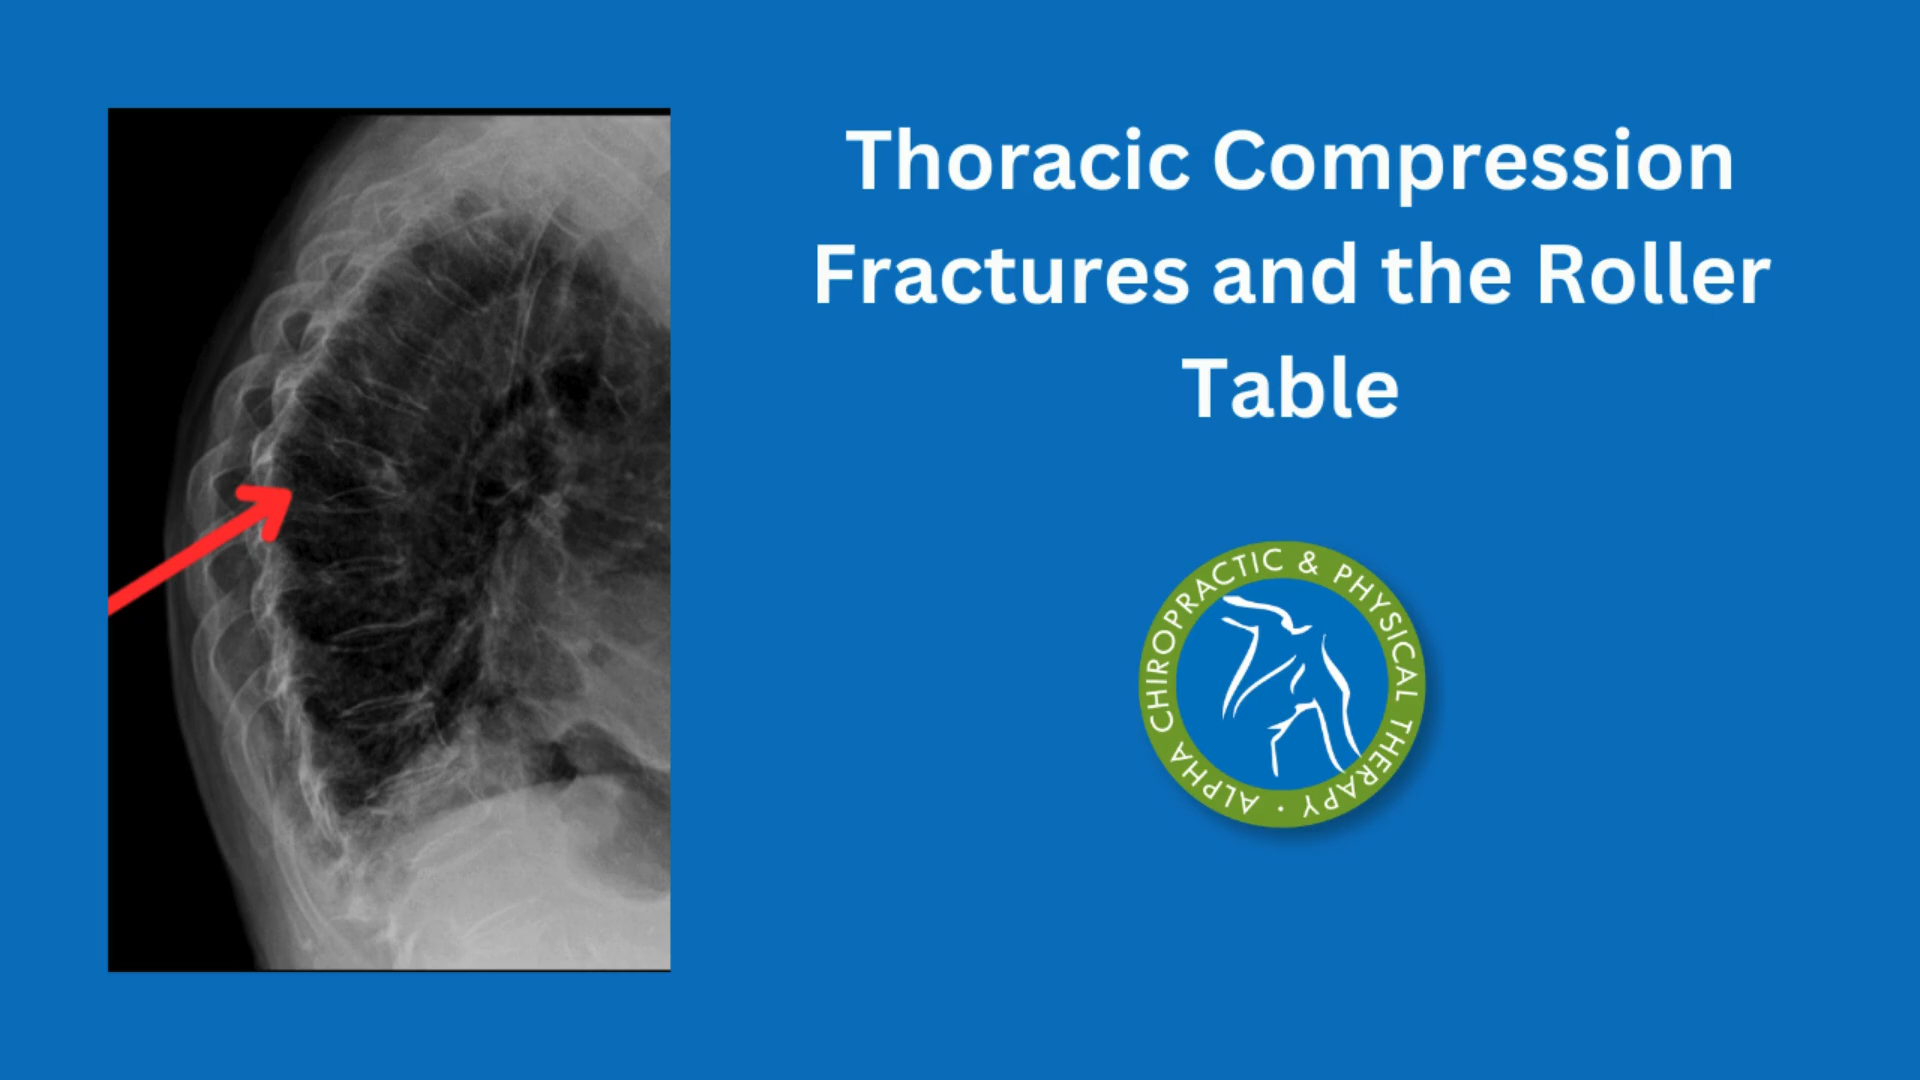 Thoracic Compression
Fractures and the Roller
Table
ALPHA CHIROPRACTIC & PHYSICAL THERAPY •